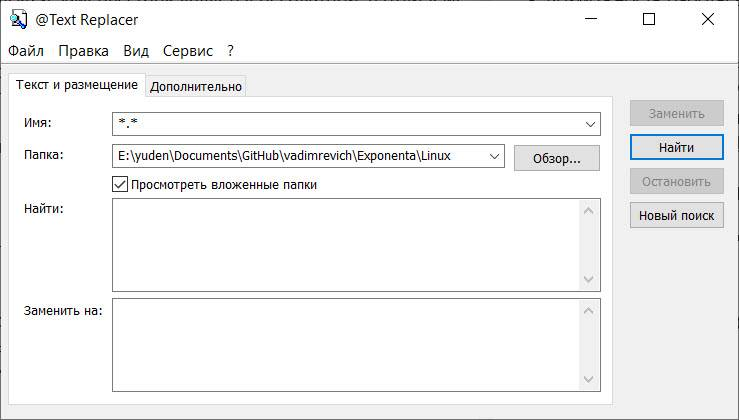 @Text Replacer
Файл Правка Вид Сервис ?
Текст и размещение Дополнительно
Имя: *.* Заменить
Папка: E:\yuden\Documents\GitHub\vadimrevich\Exponenta\Linux Обзор... Найти
Просмотреть вложенные папки Остановить
Найти: Новый поиск
Заменить на: